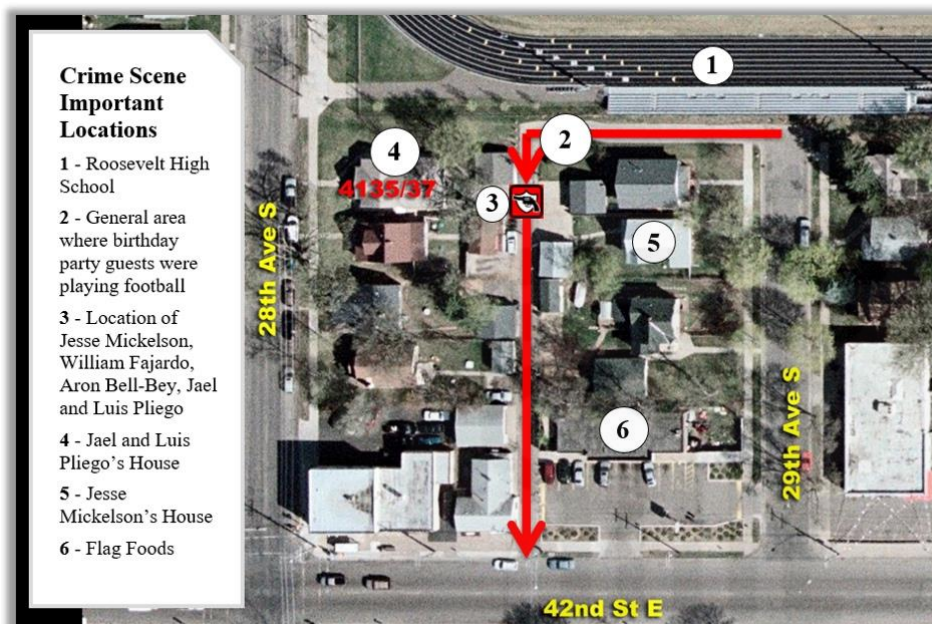 Crime Scene
Important
Locations
1 - Roosevelt High
School
2 - General area
where birthday
party guests were
playing football
3 - Location of
Jesse Mickelson,
William Fajardo,
Aron Bell-Bey, Jael
and Luis Pliego
4 - Jael and Luis
Pliego's House
5 - Jesse
Mickelson's House
6 - Flag Foods
1
2
4
4135/37
3
5
28th Ave S
6
29th Ave S
42nd St E